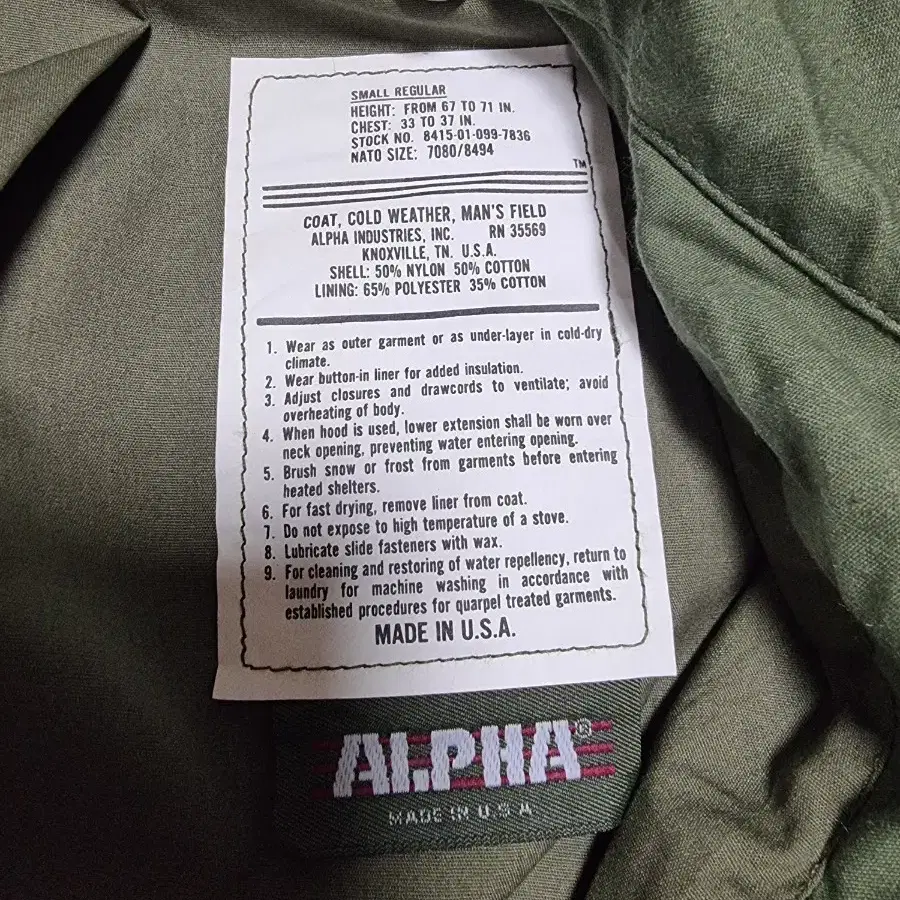 SMALL REGULAR
HEIGHT: FROM 67 TO 71 IN.
CHEST: 33 TO 37 IN.
STOCK NO. 8415-01-099-7836
NATO SIZE: 7080/8494
TM
COAT, COLD WEATHER, MAN'S FIELD
ALPHA INDUSTRIES, INC. RN 35569
KNOXVILLE, TN. U.S.A.
SHELL: 50% NYLON 50% COTTON
LINING: 65% POLYESTER 35% COTTON
1. Wear as outer garment or as under-layer in cold-dry
climate.
2. Wear button-in liner for added insulation.
3. Adjust closures and drawcords to ventilate; avoid
overheating of body.
4. When hood is used, lower extension shall be worn over
neck opening, preventing water entering opening.
5. Brush snow or frost from garments before entering
heated shelters.
6. For fast drying, remove liner from coat.
7. Do not expose to high temperature of a stove.
8. Lubricate slide fasteners with wax.
9. For cleaning and restoring of water repellency, return to
laundry for machine washing in accordance with
established procedures for quarpel treated garments.
MADE IN U.S.A.
ALPHA®
MADE IN U.S.A